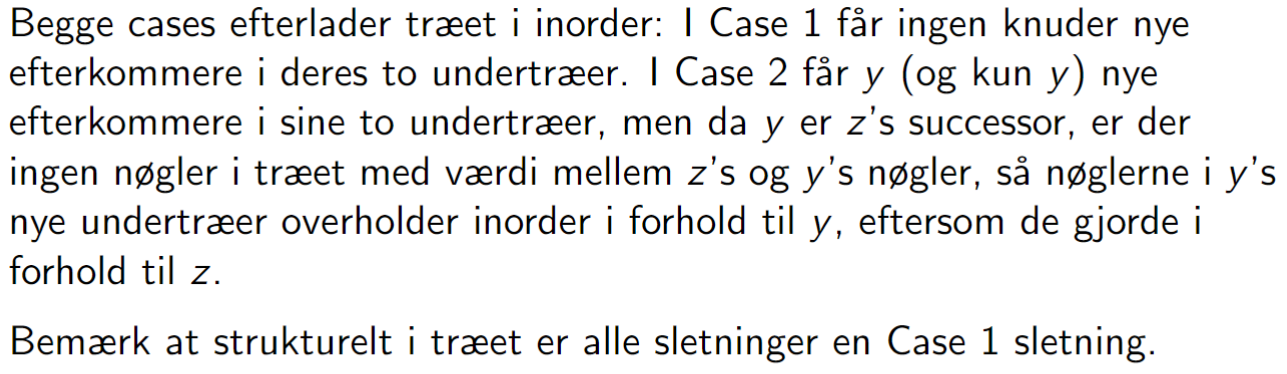 Begge cases efterlader træet i inorder: I Case 1 får ingen knuder nye
efterkommere i deres to undertræer. I Case 2 får y (og kun y) nye
efterkommere i sine to undertræer, men da y er z's successor, er der
ingen nøgler i træet med værdi mellem z's og y's nøgler, så nøglerne i y's
nye undertræer overholder inorder i forhold til y, eftersom de gjorde i
forhold til z.
Bemærk at strukturelt i træet er alle sletninger en Case 1 sletning.